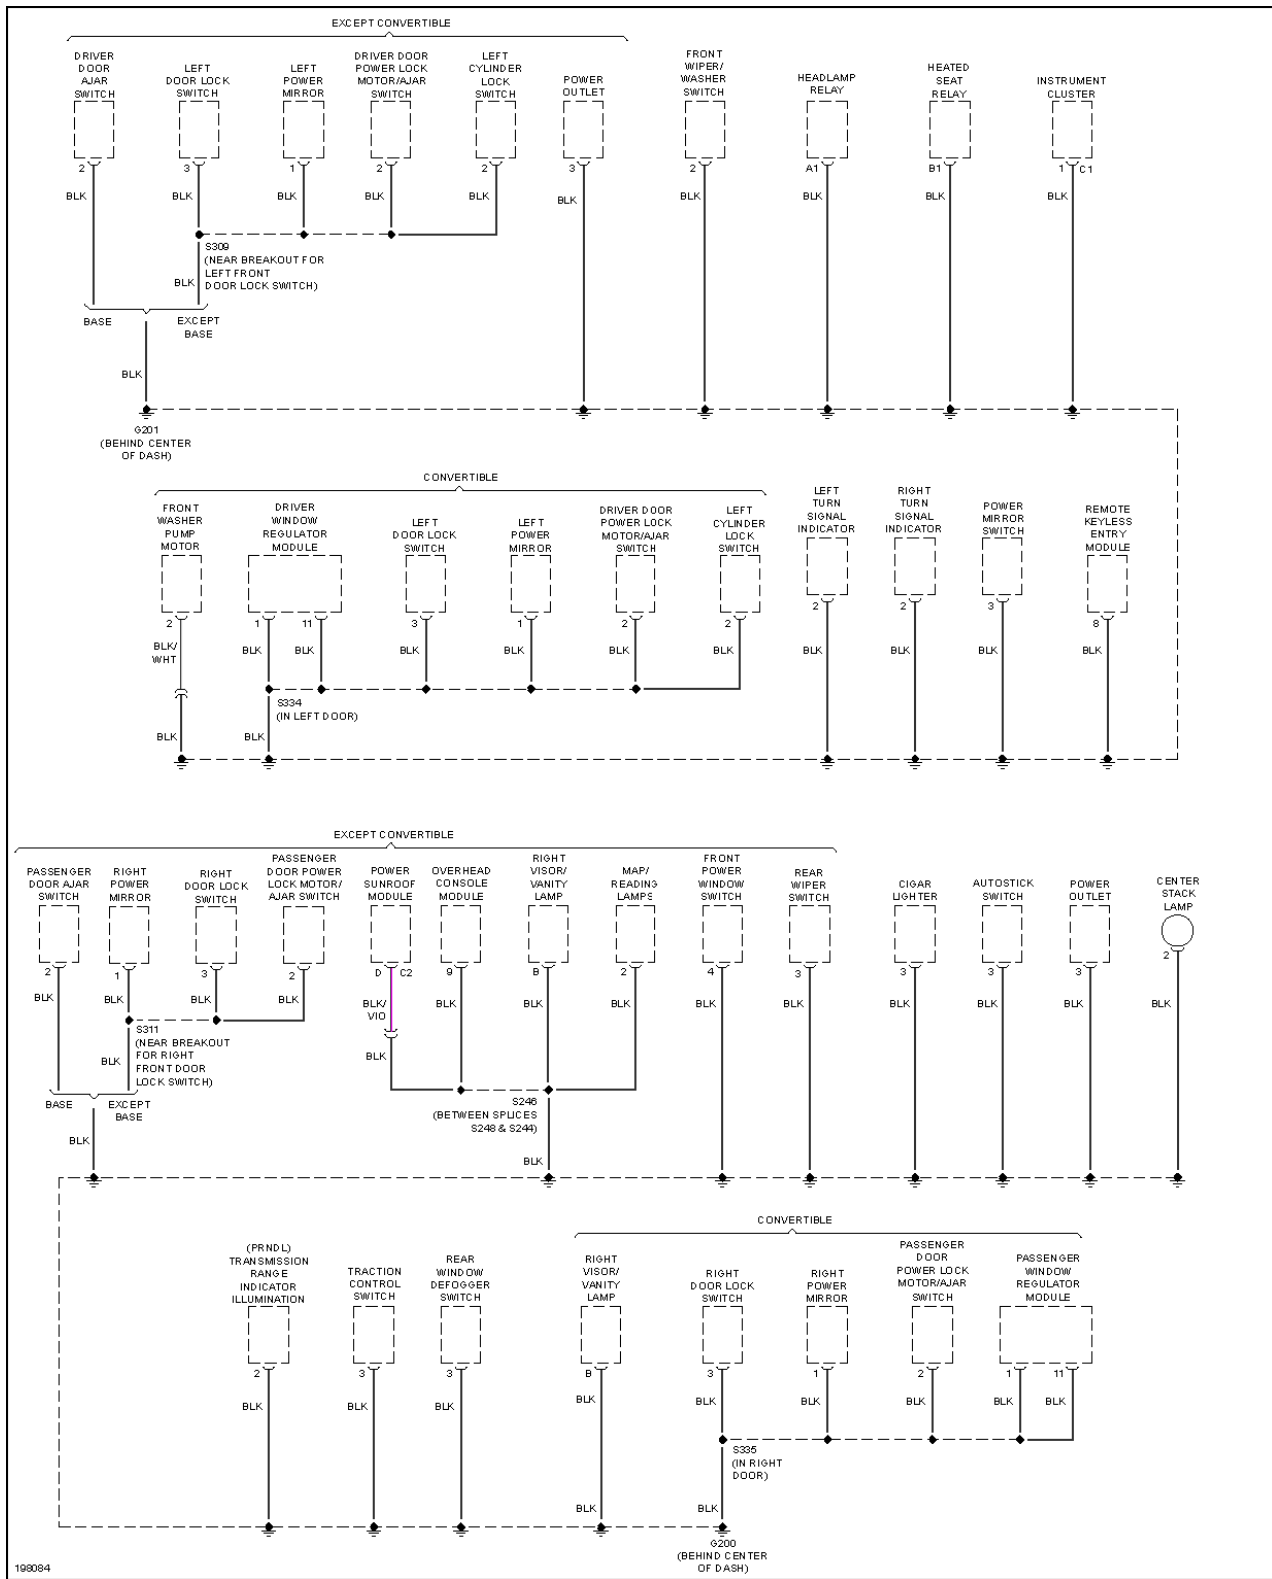 EXCEPT CONVERTIBLE
DRIVER
DOOR
AJAR
SWITCH
LEFT
DOOR LOCK
SWITCH
LEFT
POWER
MIRROR
DRIVER DOOR
POWER LOCK
MOTOR/AJAR
SWITCH
LEFT
CYLINDER
LOCK
SWITCH
POWER
OUTLET
FRONT
WIPER/
WASHER
SWITCH
HEADLAMP
RELAY
HEATED
SEAT
RELAY
INSTRUMENT
CLUSTER
2
3
1
2
2
3
2
A1
B1
1 C1
BLK
BLK
BLK
BLK
BLK
BLK
BLK
BLK
BLK
BLK
S309
(NEAR BREAKOUT FOR
LEFT FRONT
DOOR LOCK SWITCH)
BLK
BASE
EXCEPT
BASE
BLK
G201
(BEHIND CENTER
OF DASH)
CONVERTIBLE
FRONT
WASHER
PUMP
MOTOR
DRIVER
WINDOW
REGULATOR
MODULE
LEFT
DOOR LOCK
SWITCH
LEFT
POWER
MIRROR
DRIVER DOOR
POWER LOCK
MOTOR/AJAR
SWITCH
LEFT
CYLINDER
LOCK
SWITCH
LEFT
TURN
SIGNAL
INDICATOR
RIGHT
TURN
SIGNAL
INDICATOR
POWER
MIRROR
SWITCH
REMOTE
KEYLESS
ENTRY
MODULE
2
1
11
3
1
2
2
2
2
3
8
BLK/
WHT
BLK
BLK
BLK
BLK
BLK
BLK
BLK
BLK
BLK
BLK
S334
(IN LEFT DOOR)
BLK
BLK
EXCEPT CONVERTIBLE
PASSENGER
DOOR AJAR
SWITCH
RIGHT
POWER
MIRROR
RIGHT
DOOR LOCK
SWITCH
PASSENGER
DOOR POWER
LOCK MOTOR/
AJAR SWITCH
POWER
SUNROOF
MODULE
OVERHEAD
CONSOLE
MODULE
RIGHT
VISOR/
VANITY
LAMP
MAP/
READING
LAMPS
FRONT
POWER
WINDOW
SWITCH
REAR
WIPER
SWITCH
CIGAR
LIGHTER
AUTOSTICK
SWITCH
POWER
OUTLET
CENTER
STACK
LAMP
2
1
3
2
D C2
9
B
2
4
3
3
3
3
2
BLK
BLK
BLK
BLK
BLK/
VIO
BLK
BLK
BLK
BLK
BLK
BLK
BLK
BLK
BLK
S311
(NEAR BREAKOUT
FOR RIGHT
FRONT DOOR
LOCK SWITCH)
BLK
BLK
BASE
EXCEPT
BASE
S246
(BETWEEN SPLICES
S248 & S244)
BLK
BLK
CONVERTIBLE
(PRNDL)
TRANSMISSION
RANGE
INDICATOR
ILLUMINATION
TRACTION
CONTROL
SWITCH
REAR
WINDOW
DEFOGGER
SWITCH
RIGHT
VISOR/
VANITY
LAMP
RIGHT
DOOR LOCK
SWITCH
RIGHT
POWER
MIRROR
PASSENGER
DOOR
POWER LOCK
MOTOR/AJAR
SWITCH
PASSENGER
WINDOW
REGULATOR
MODULE
2
3
3
B
3
1
2
1
11
BLK
BLK
BLK
BLK
BLK
BLK
BLK
BLK
BLK
S335
(IN RIGHT
DOOR)
BLK
BLK
G200
(BEHIND CENTER
OF DASH)
198084